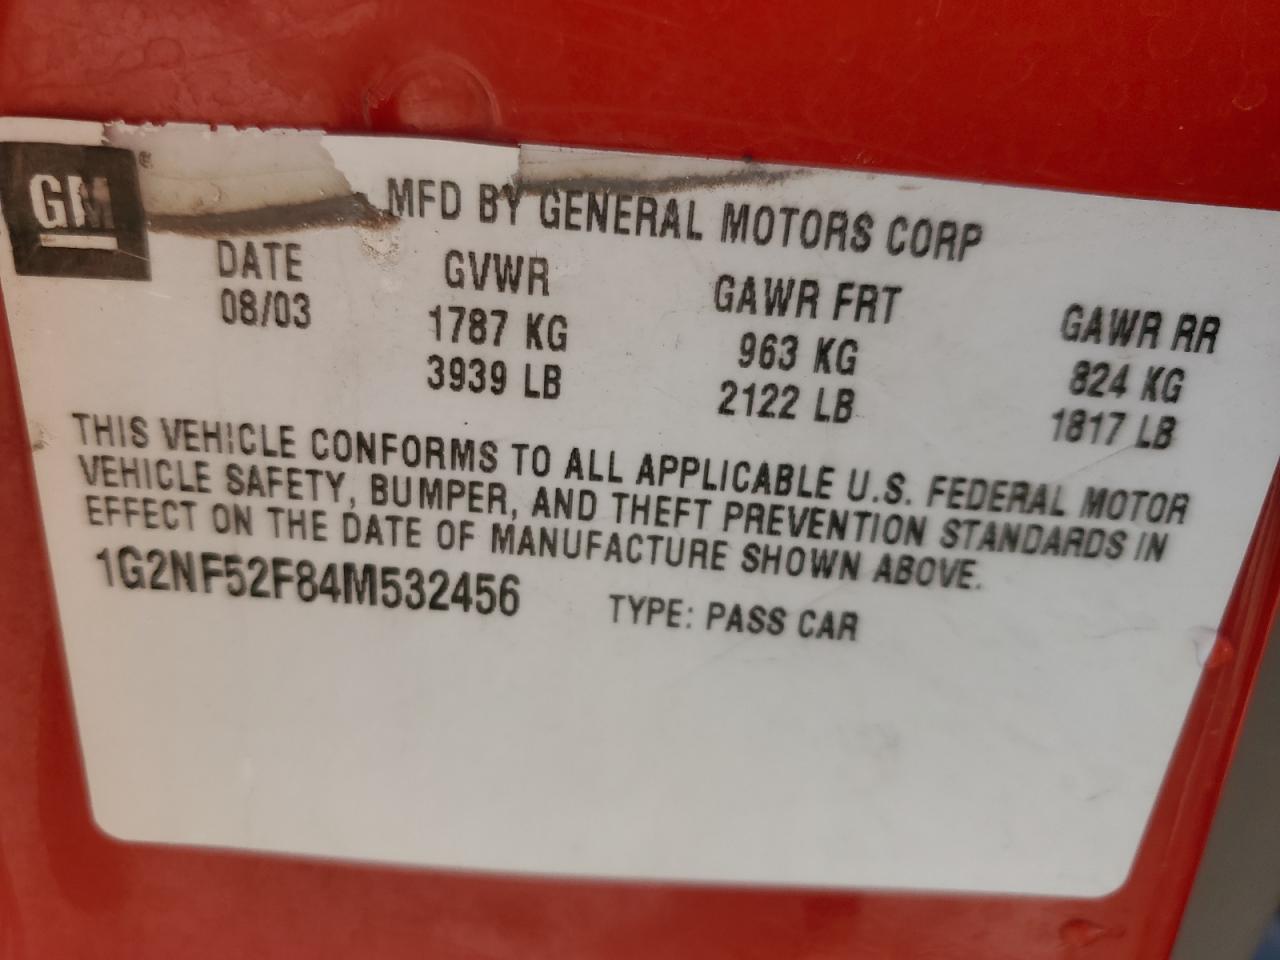 GM
MFD BY GENERAL MOTORS CORP
DATE GVWR GAWR FRT GAWR RR
08/03 1787 KG 963 KG 824 KG
3939 LB 2122 LB 1817 LB
THIS VEHICLE CONFORMS TO ALL APPLICABLE U.S. FEDERAL MOTOR
VEHICLE SAFETY, BUMPER, AND THEFT PREVENTION STANDARDS IN
EFFECT ON THE DATE OF MANUFACTURE SHOWN ABOVE.
1G2NF52F84M532456 TYPE: PASS CAR